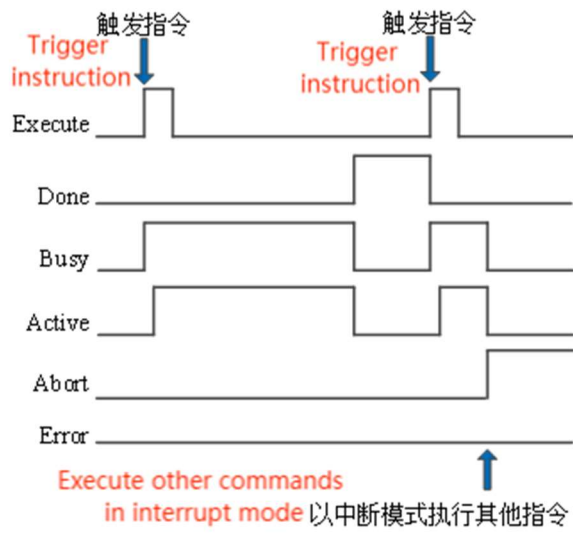 触发指令
触发指令
Trigger
instruction
Trigger
instruction
Execute
Done
Busy
Active
Abort
Error
Execute other commands
in interrupt mode 以中断模式执行其他指令